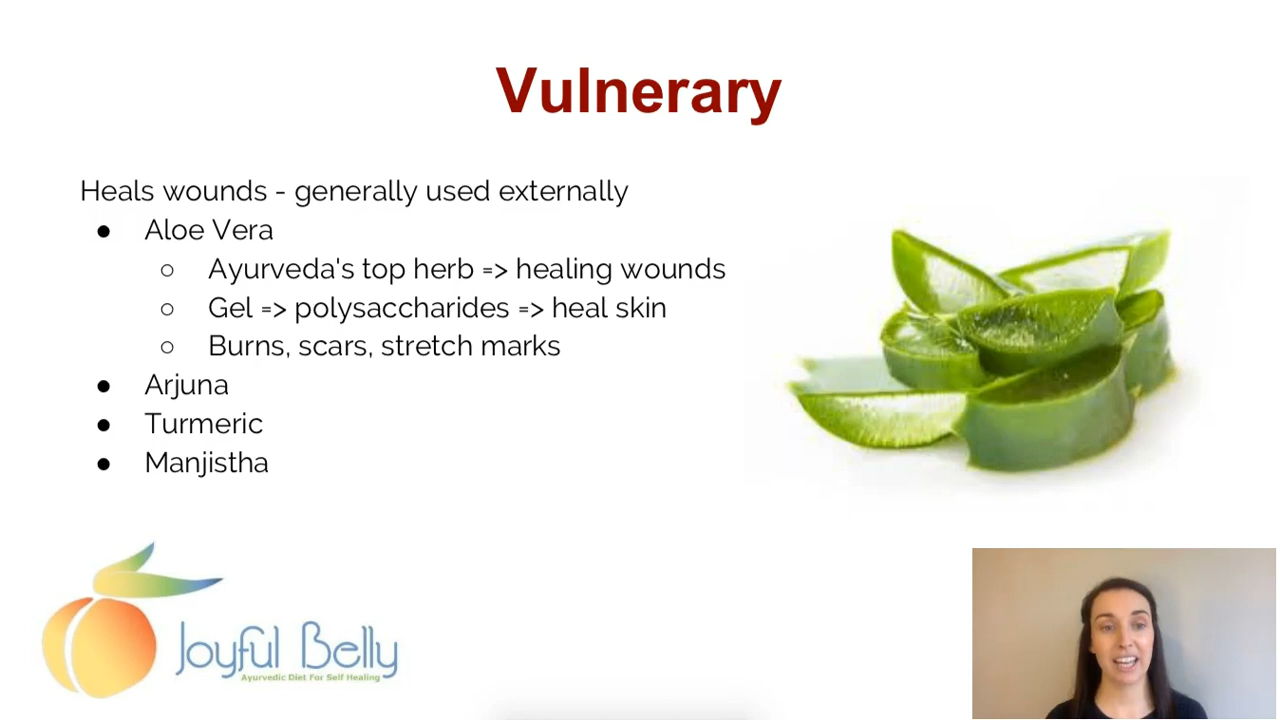 Vulnerary
Heals wounds - generally used externally
● Aloe Vera
○ Ayurveda's top herb => healing wounds
○ Gel => polysaccharides => heal skin
○ Burns, scars, stretch marks
● Arjuna
● Turmeric
● Manjistha
Joyful Belly
Ayurvedic Diet For Self Healing